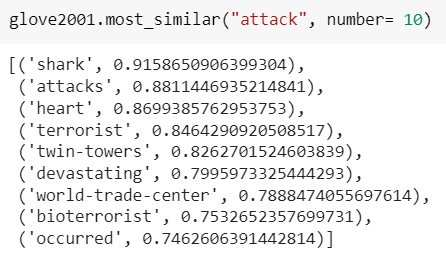 glove2001.most_similar("attack", number= 10)
[('shark', 0.9158650906399304),
('attacks', 0.8811446935214841),
('heart', 0.8699385762953753),
('terrorist', 0.8464290920508517),
('twin-towers', 0.8262701524603839),
('devastating', 0.7995973325444293),
('world-trade-center', 0.7888474055697614),
('bioterrorist', 0.7532652357699731),
('occurred', 0.7462606391442814)]